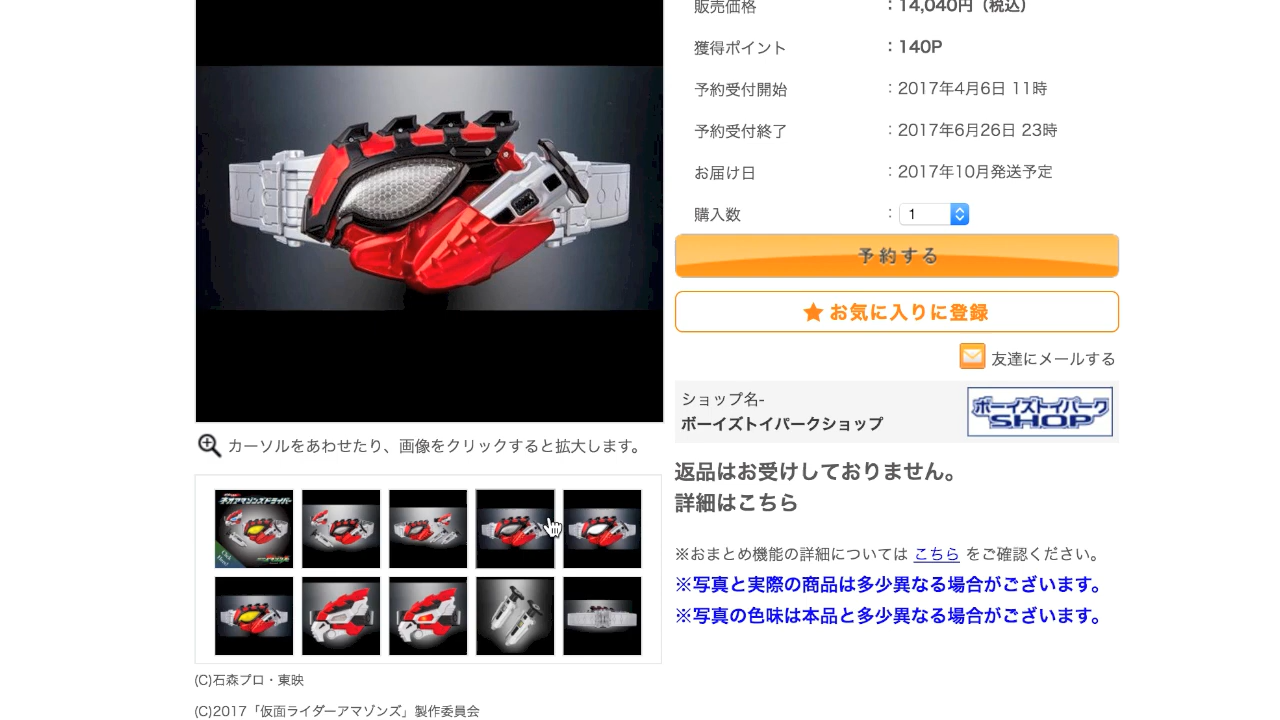 販売価格 : 14,040円（税込）
獲得ポイント : 140P
予約受付開始 : 2017年4月6日 11時
予約受付終了 : 2017年6月26日 23時
お届け日 : 2017年10月発送予定
購入数 : 1
予約する
★お気に入りに登録
友達にメールする
ショップ名-
ボーイズトイパークショップ
ボーイズトイパーク
SHOP
カーソルをあわせたり、画像をクリックすると拡大します。
返品はお受けしておりません。
詳細はこちら
ネオアマゾンズドライバー
※おまとめ機能の詳細については こちら をご確認ください。
※写真と実際の商品は多少異なる場合がございます。
※写真の色味は本品と多少異なる場合がございます。
(C)石森プロ・東映
(C)2017「仮面ライダーアマゾンズ」製作委員会